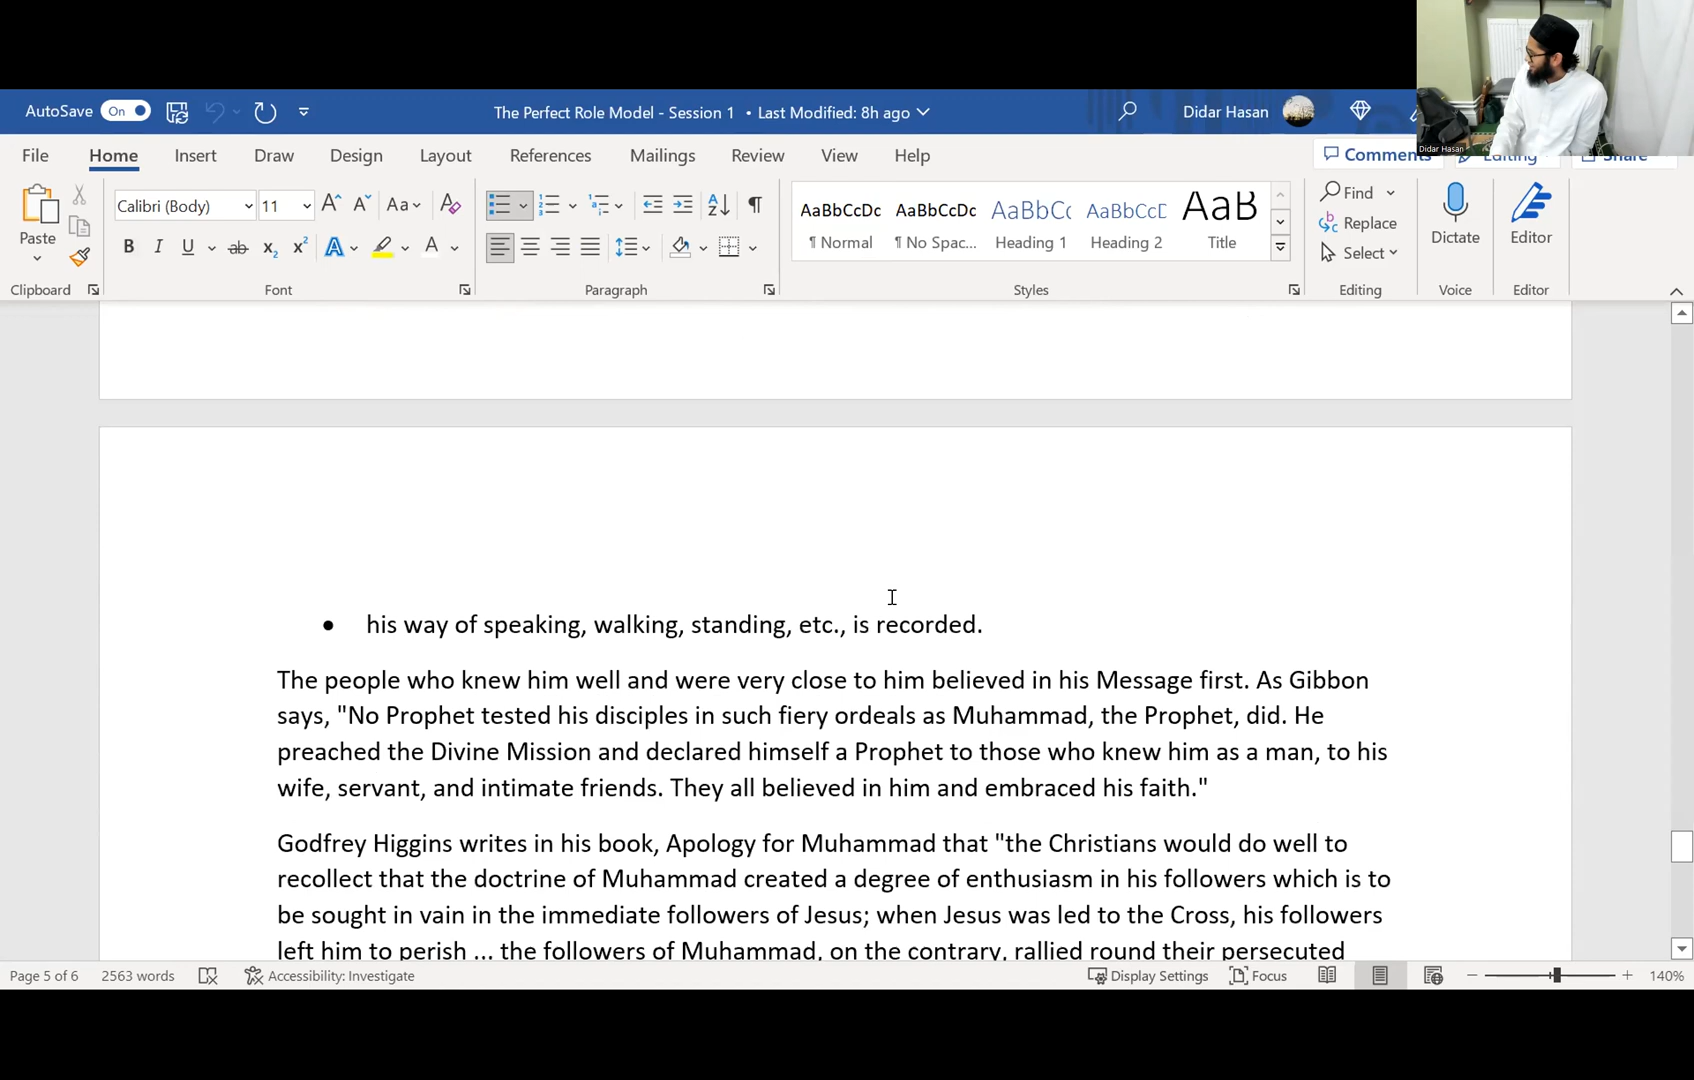 AutoSave On The Perfect Role Model - Session 1 • Last Modified: 8h ago Didar Hasan
Didar Hasan
File Home Insert Draw Design Layout References Mailings Review View Help Comments Editing Share
Calibri (Body) 11 Aa AaBbCcDc AaBbCcDc AaBbCc AaBbCcD AaB Find
Paste ¶ Normal ¶ No Spac... Heading 1 Heading 2 Title Replace Dictate Editor
B I U ab x₂ x² A A Select
Clipboard Font Paragraph Styles Editing Voice Editor
• his way of speaking, walking, standing, etc., is recorded.
The people who knew him well and were very close to him believed in his Message first. As Gibbon
says, "No Prophet tested his disciples in such fiery ordeals as Muhammad, the Prophet, did. He
preached the Divine Mission and declared himself a Prophet to those who knew him as a man, to his
wife, servant, and intimate friends. They all believed in him and embraced his faith."
Godfrey Higgins writes in his book, Apology for Muhammad that "the Christians would do well to
recollect that the doctrine of Muhammad created a degree of enthusiasm in his followers which is to
be sought in vain in the immediate followers of Jesus; when Jesus was led to the Cross, his followers
left him to perish ... the followers of Muhammad, on the contrary, rallied round their persecuted
Page 5 of 6 2563 words Accessibility: Investigate Display Settings Focus 140%